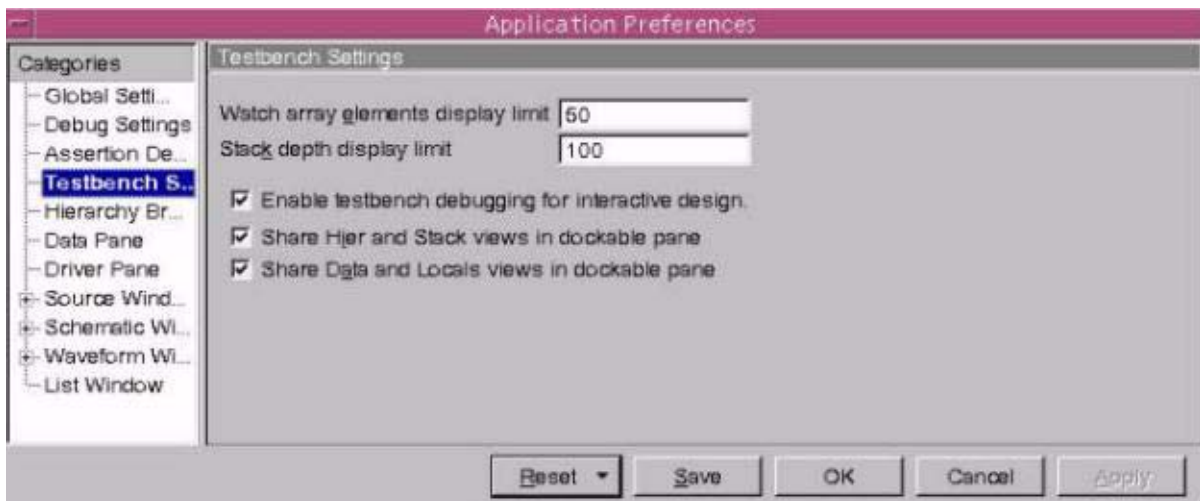 Application Preferences
Categories
Global Setti...
Debug Settings
Assertion De...
Testbench S..
Hierarchy Br...
Data Pane
Driver Pane
Source Wind...
Schematic Wi...
Waveform Wi...
List Window
Testbench Settings
Watch array elements display limit 50
Stack depth display limit 100
Enable testbench debugging for interactive design.
Share Hier and Stack views in dockable pane
Share Data and Locals views in dockable pane
Reset Save OK Cancel Apply